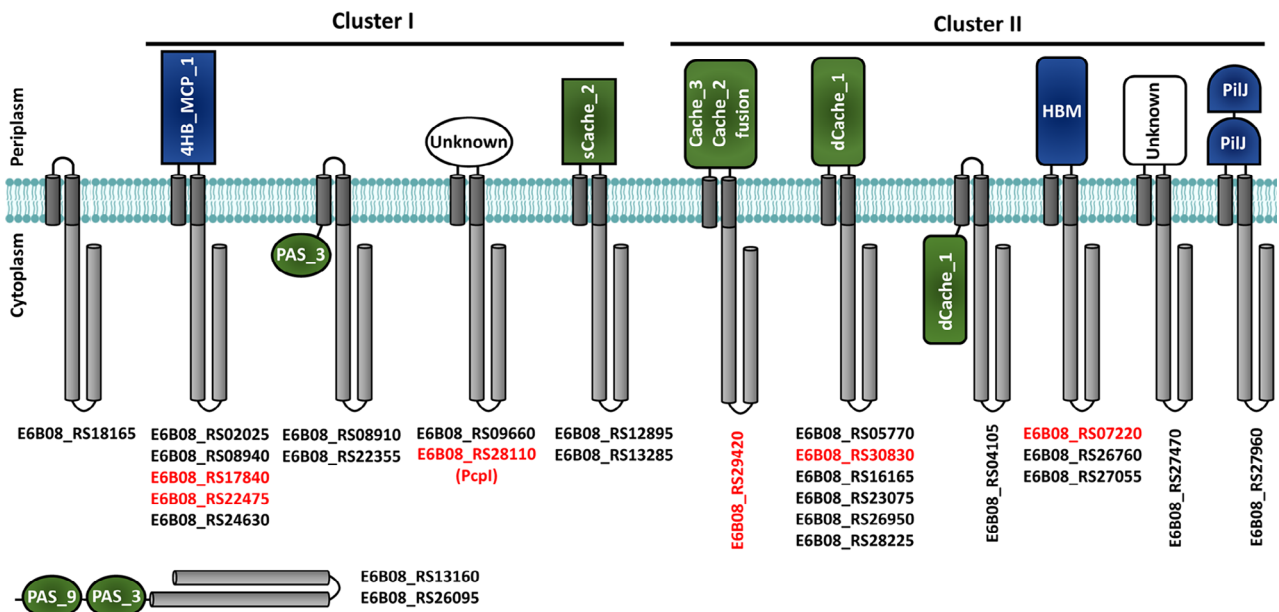 Cluster I
Cluster II
Periplasm
Cytoplasm
4HB_MCP_1
PAS_3
Unknown
sCache_2
Cache_3
Cache_2
fusion
dCache_1
dCache_1
HBM
Unknown
PilJ
PilJ
E6B08_RS18165
E6B08_RS02025
E6B08_RS08940
E6B08_RS17840
E6B08_RS22475
E6B08_RS24630
E6B08_RS08910
E6B08_RS22355
E6B08_RS09660
E6B08_RS28110
(PcpI)
E6B08_RS12895
E6B08_RS13285
E6B08_RS29420
E6B08_RS05770
E6B08_RS30830
E6B08_RS16165
E6B08_RS23075
E6B08_RS26950
E6B08_RS28225
E6B08_RS04105
E6B08_RS07220
E6B08_RS26760
E6B08_RS27055
E6B08_RS27470
E6B08_RS27960
PAS_9
PAS_3
E6B08_RS13160
E6B08_RS26095